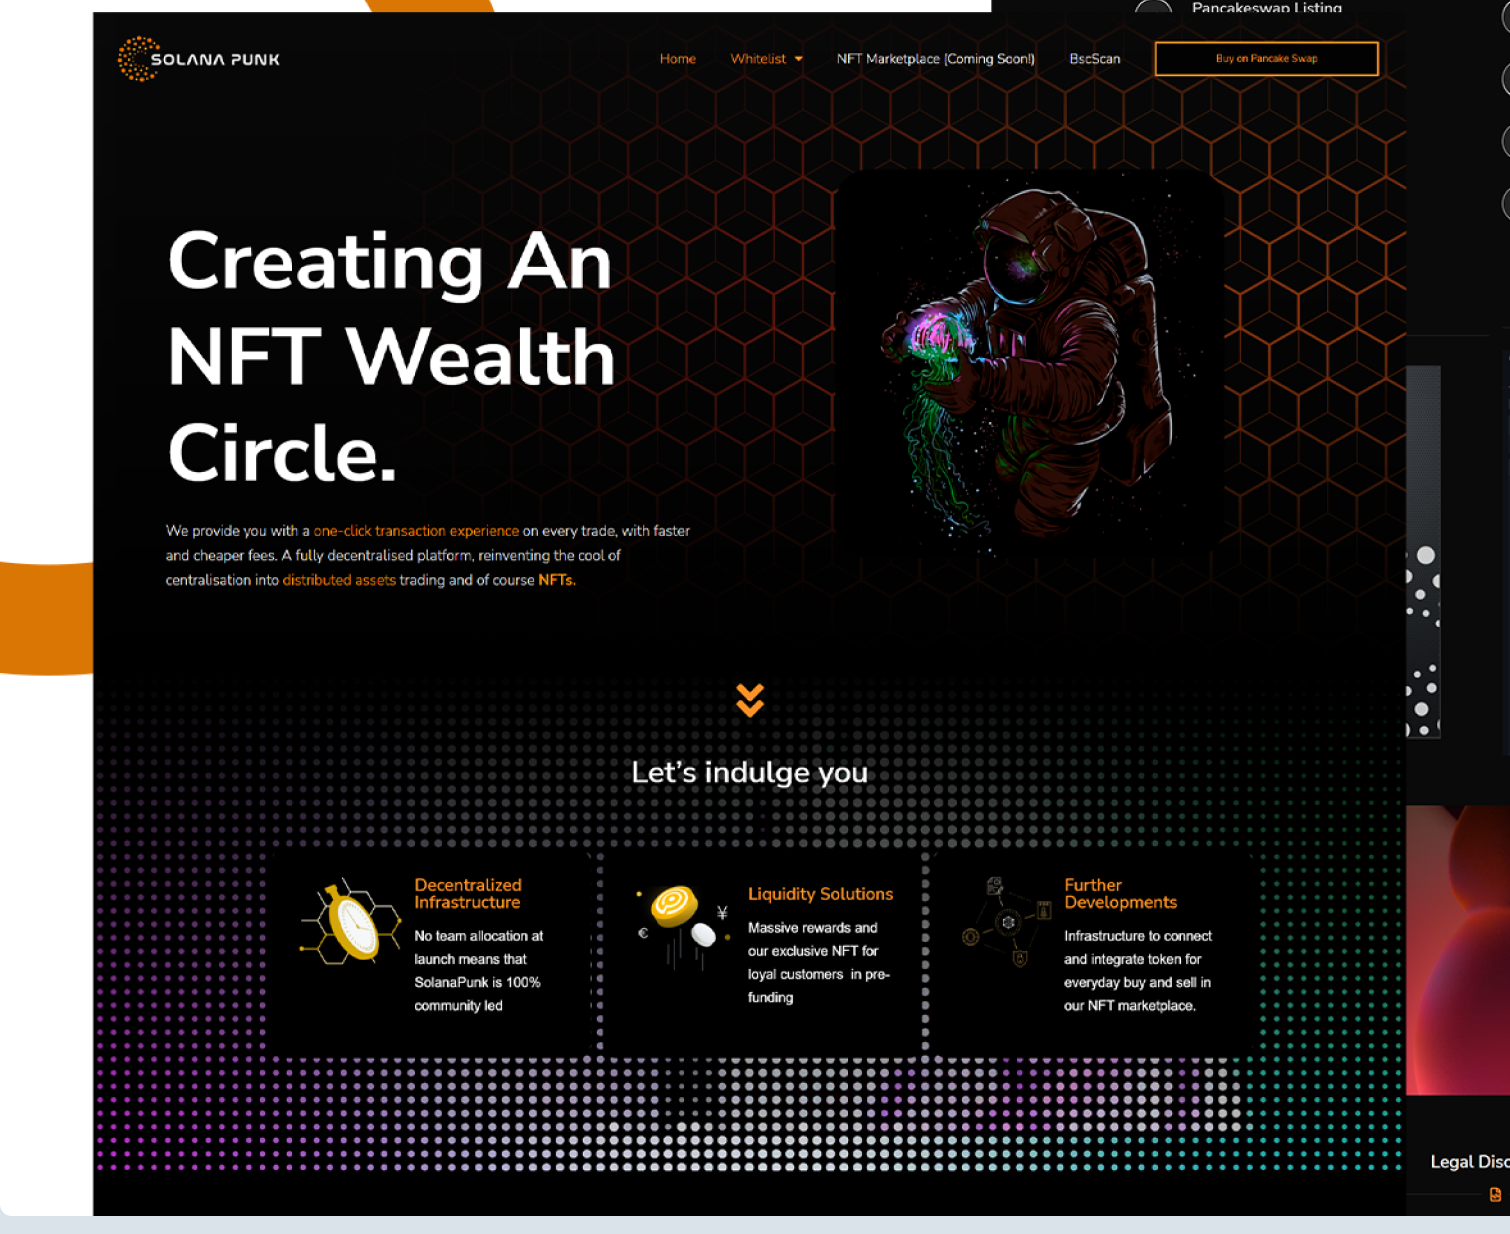 Pancakeswap Listing
SOLANA PUNK
Home
Whitelist
NFT Marketplace (Coming Soon!)
BscScan
Buy on Pancake Swap
Creating An
NFT Wealth
Circle.
We provide you with a one-click transaction experience on every trade, with faster
and cheaper fees. A fully decentralised platform, reinventing the cool of
centralisation into distributed assets trading and of course NFTs.
Let's indulge you
Decentralized
Infrastructure
No team allocation at
launch means that
SolanaPunk is 100%
community led
Liquidity Solutions
Massive rewards and
our exclusive NFT for
loyal customers in pre-
funding
Further
Developments
Infrastructure to connect
and integrate token for
everyday buy and sell in
our NFT marketplace.
Legal Disc